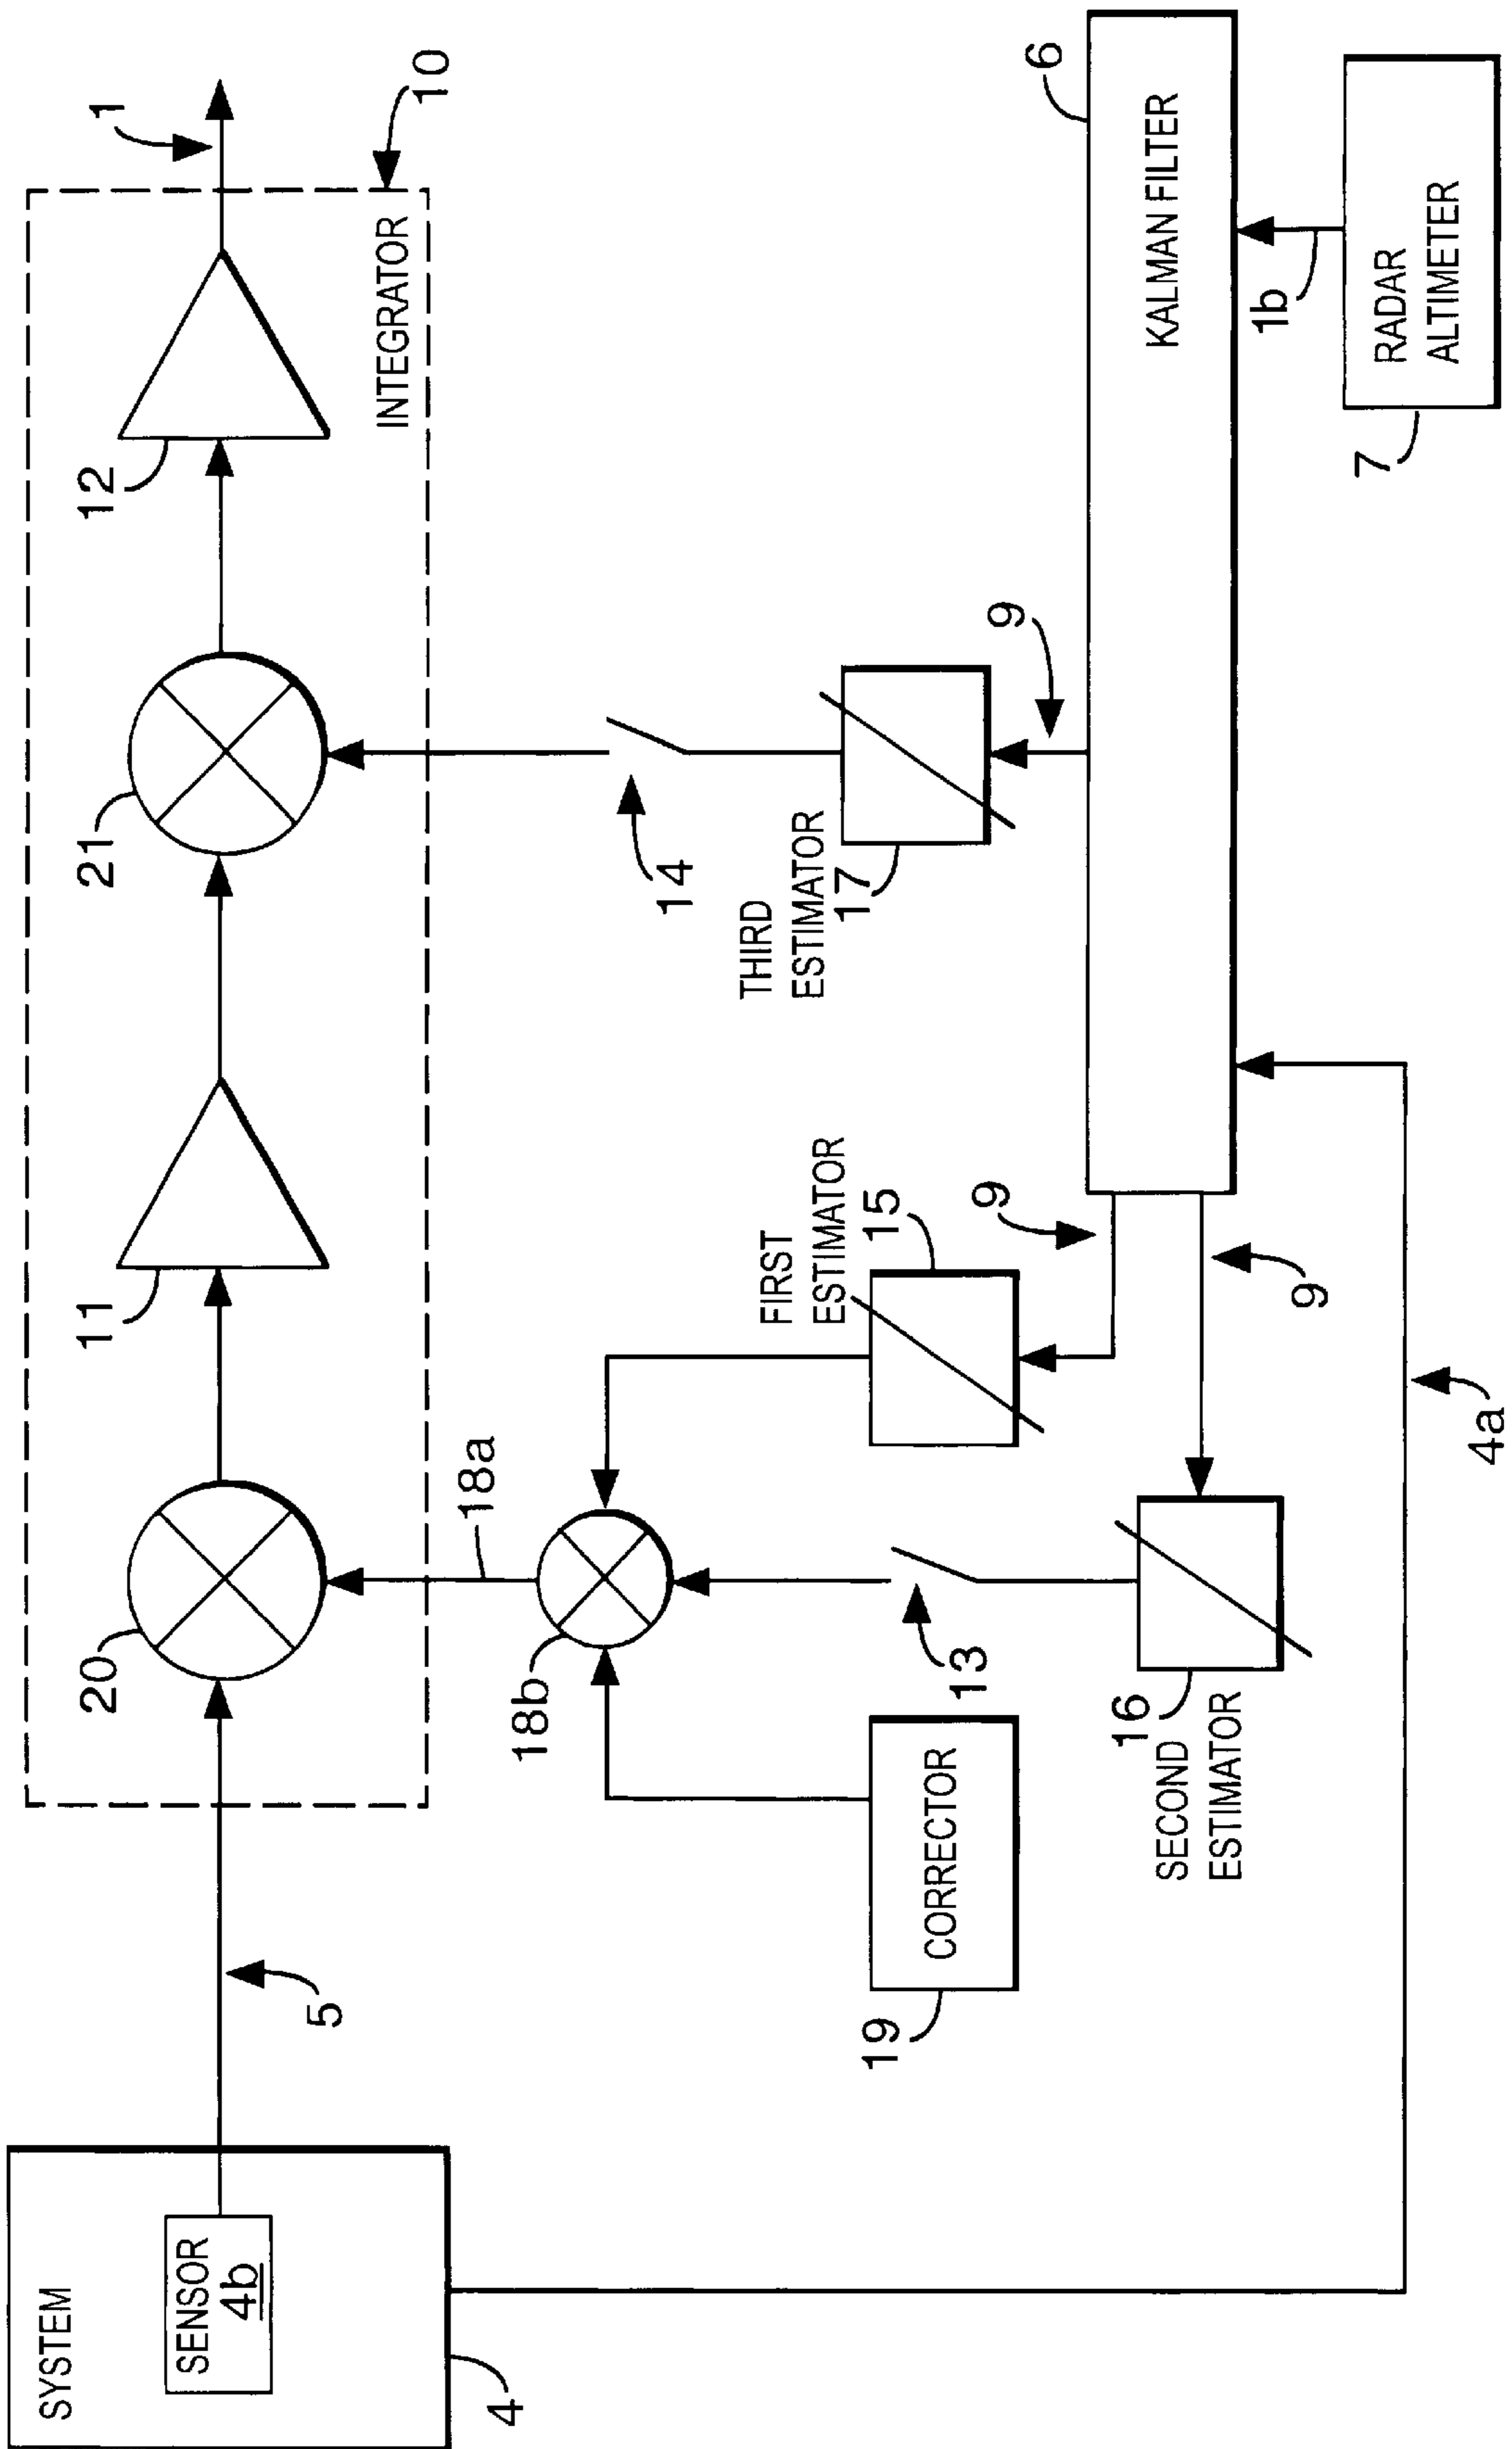 SYSTEM
SENSOR
4b
4
5
20
11
21
12
1
10
INTEGRATOR
18a
18b
CORRECTOR
19
13
SECOND
ESTIMATOR
16
FIRST
ESTIMATOR
15
9
9
14
THIRD
ESTIMATOR
17
9
6
KALMAN FILTER
1b
RADAR
ALTIMETER
7
4a